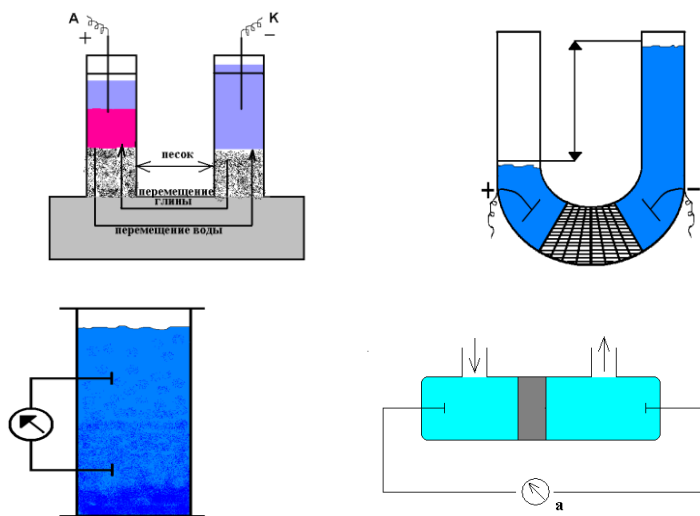 А К
+ −
песок
перемещение
глины
перемещение воды
+ −
а